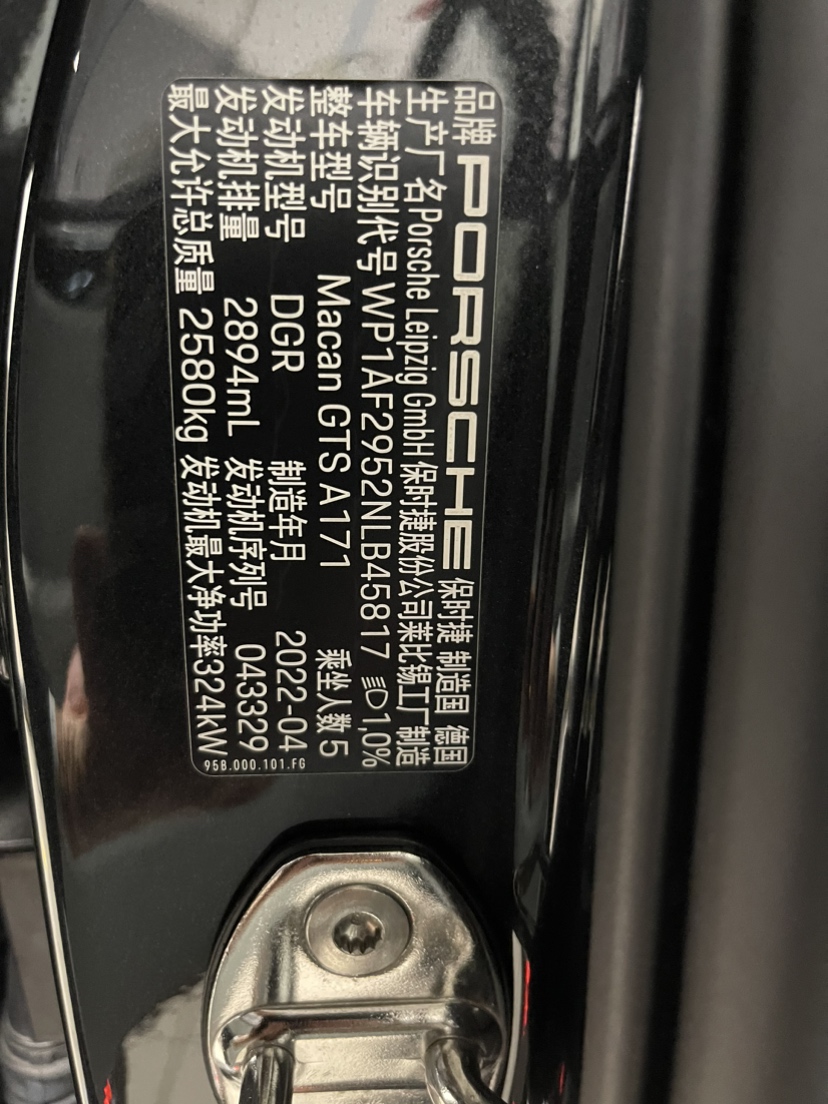 品牌 PORSCHE 保时捷 制造国 德国
生产厂名 Porsche Leipzig GmbH 保时捷股份公司莱比锡工厂制造
车辆识别代号 WP1AF2952NLB45817 1,0%
整车型号 Macan GTS A171 乘坐人数 5
发动机型号 DGR 制造年月 2022-04
发动机排量 2894mL 发动机序列号 043329
最大允许总质量 2580kg 发动机最大净功率 324kW
95B.000.101.FG